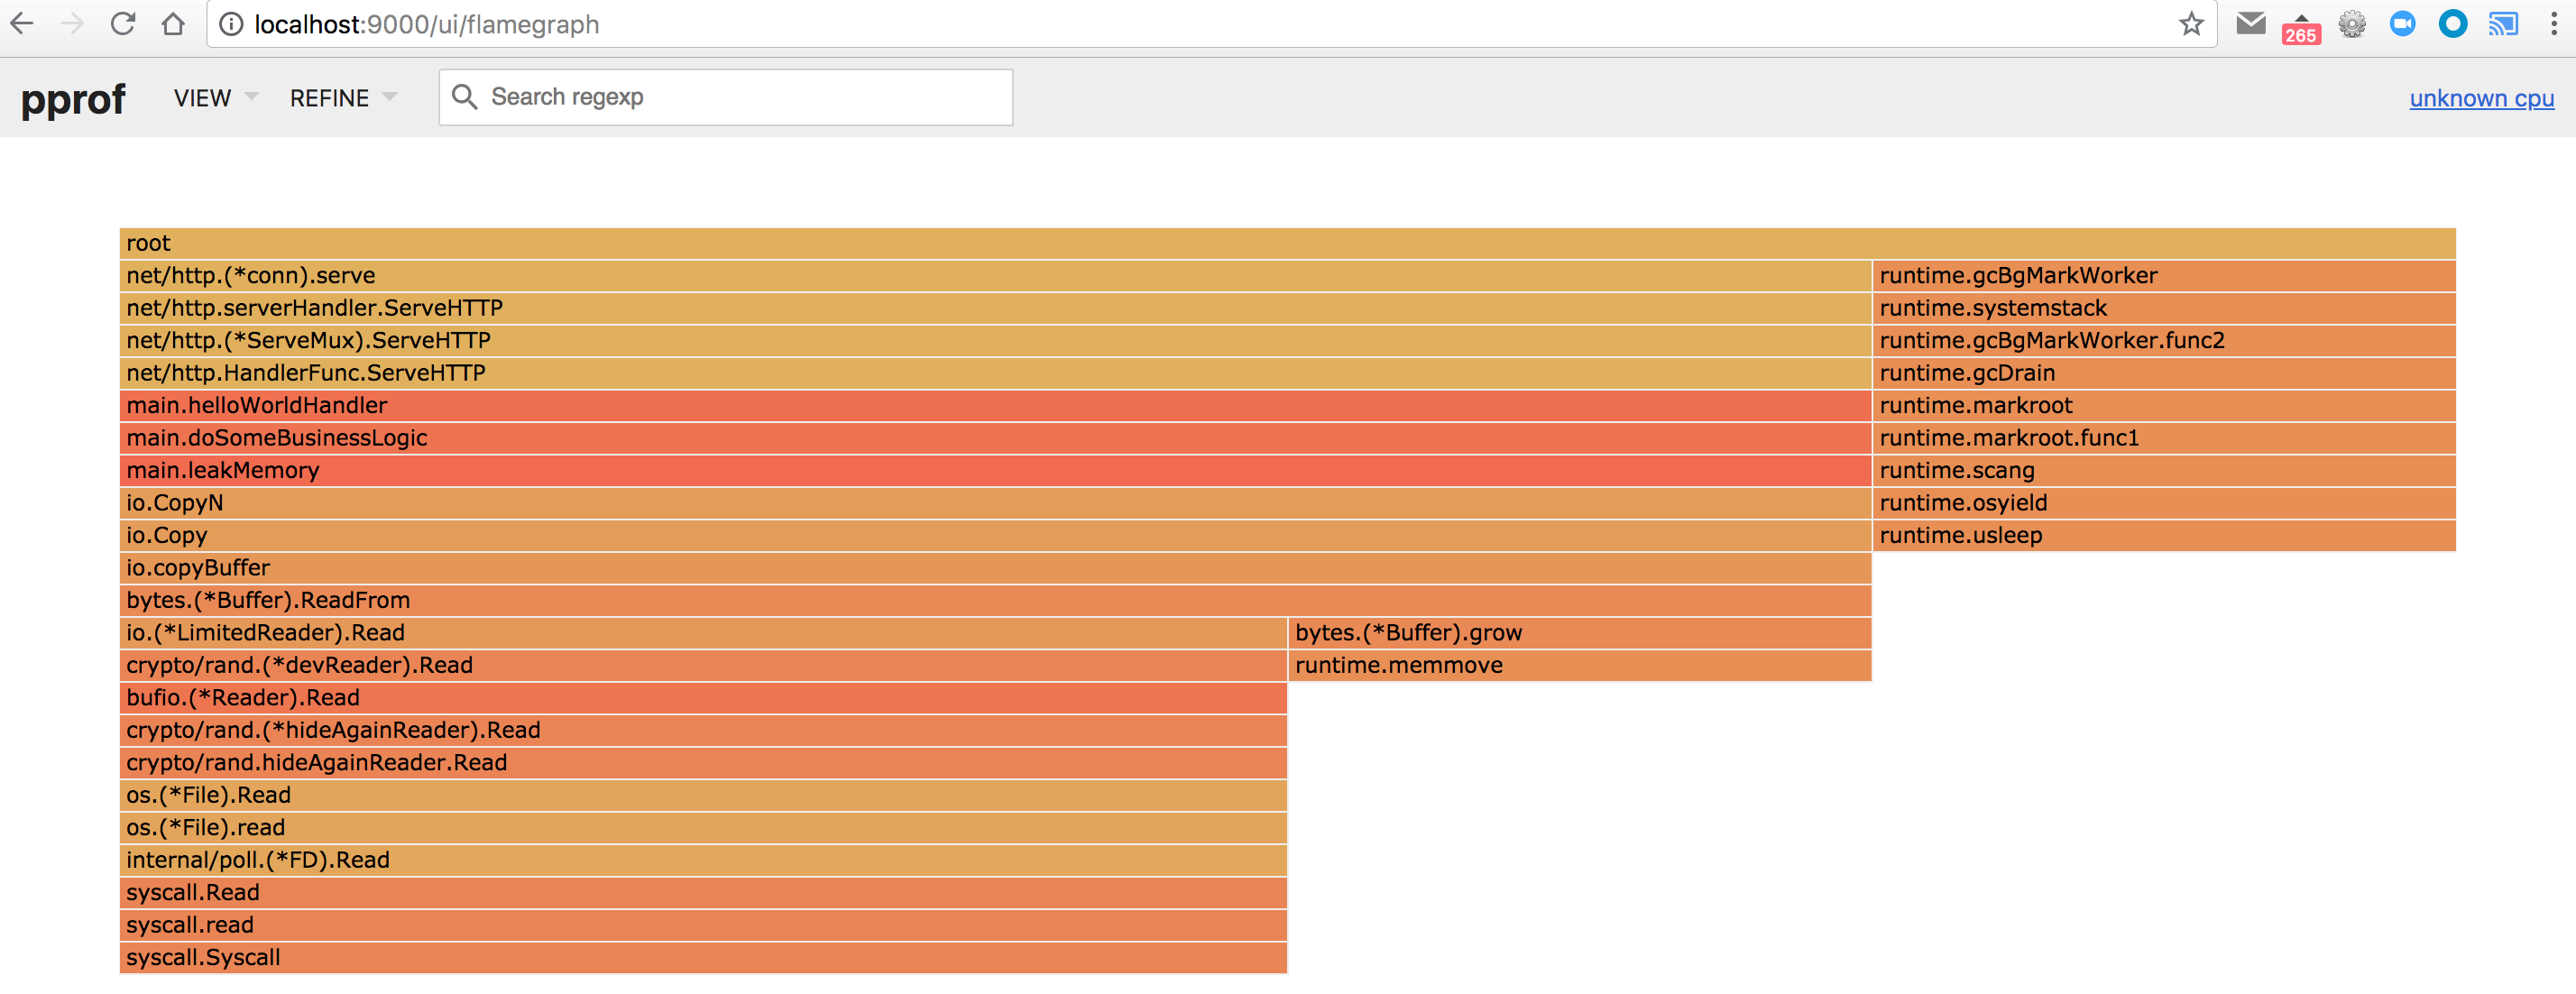 localhost:9000/ui/flamegraph
265
pprof VIEW REFINE Search regexp unknown cpu
root
net/http.(*conn).serve runtime.gcBgMarkWorker
net/http.serverHandler.ServeHTTP runtime.systemstack
net/http.(*ServeMux).ServeHTTP runtime.gcBgMarkWorker.func2
net/http.HandlerFunc.ServeHTTP runtime.gcDrain
main.helloWorldHandler runtime.markroot
main.doSomeBusinessLogic runtime.markroot.func1
main.leakMemory runtime.scang
io.CopyN runtime.osyield
io.Copy runtime.usleep
io.copyBuffer
bytes.(*Buffer).ReadFrom
io.(*LimitedReader).Read bytes.(*Buffer).grow
crypto/rand.(*devReader).Read runtime.memmove
bufio.(*Reader).Read
crypto/rand.(*hideAgainReader).Read
crypto/rand.hideAgainReader.Read
os.(*File).Read
os.(*File).read
internal/poll.(*FD).Read
syscall.Read
syscall.read
syscall.Syscall